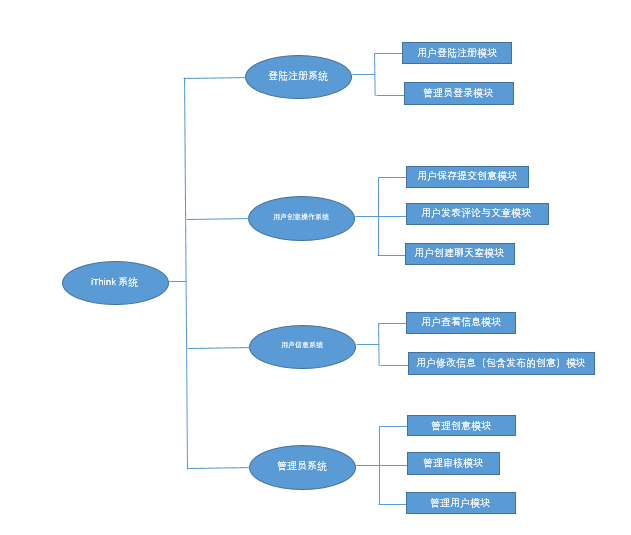 登陆注册系统
用户登陆注册模块
管理员登录模块
用户创意操作系统
用户保存提交创意模块
用户发表评论与文章模块
用户创建聊天室模块
iThink 系统
用户信息系统
用户查看信息模块
用户修改信息（包含发布的创意）模块
管理员系统
管理创意模块
管理审核模块
管理用户模块